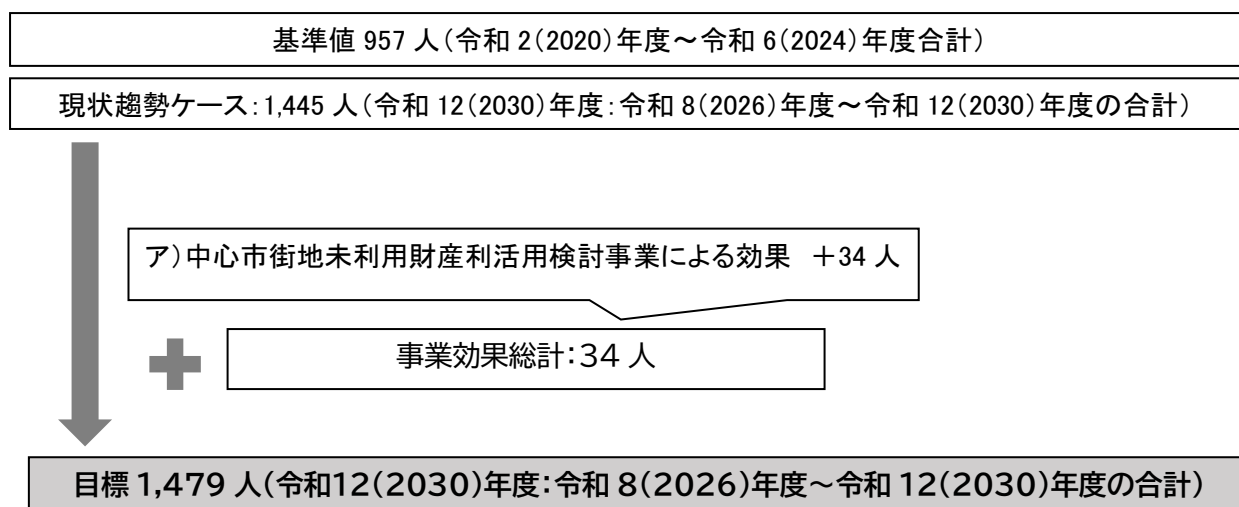 基準値 957 人（令和 2（2020）年度～令和 6（2024）年度合計）
現状趨勢ケース：1,445 人（令和 12（2030）年度：令和 8（2026）年度～令和 12（2030）年度の合計）
ア）中心市街地未利用財産利活用検討事業による効果　＋34 人
事業効果総計：34 人
目標 1,479 人（令和12（2030）年度：令和 8（2026）年度～令和 12（2030）年度の合計）